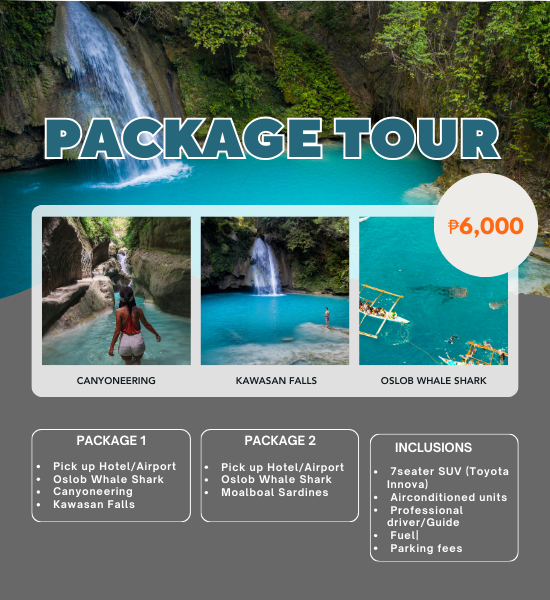 PACKAGE TOUR
₱6,000
CANYONEERING
KAWASAN FALLS
OSLOB WHALE SHARK
PACKAGE 1
• Pick up Hotel/Airport
• Oslob Whale Shark
• Canyoneering
• Kawasan Falls
PACKAGE 2
• Pick up Hotel/Airport
• Oslob Whale Shark
• Moalboal Sardines
INCLUSIONS
• 7seater SUV (Toyota
Innova)
• Airconditioned units
• Professional
driver/Guide
• Fuel|
• Parking fees